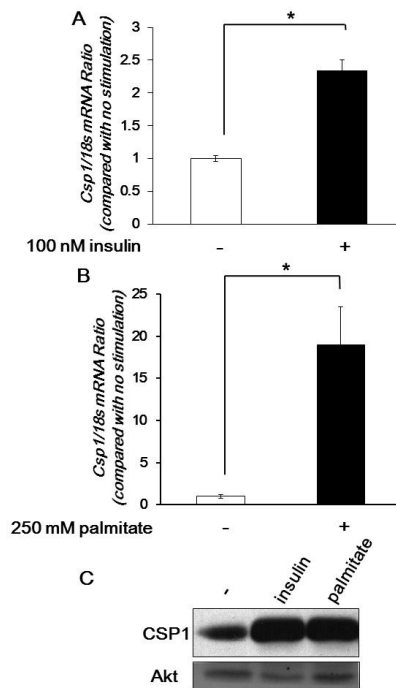 A
Csp1/18s mRNA Ratio
(compared with no stimulation)
3
2.5
2
1.5
1
0.5
0
*
100 nM insulin - +
B
Csp1/18s mRNA Ratio
(compared with no stimulation)
25
20
15
10
5
0
*
250 mM palmitate - +
C
- insulin palmitate
CSP1
Akt